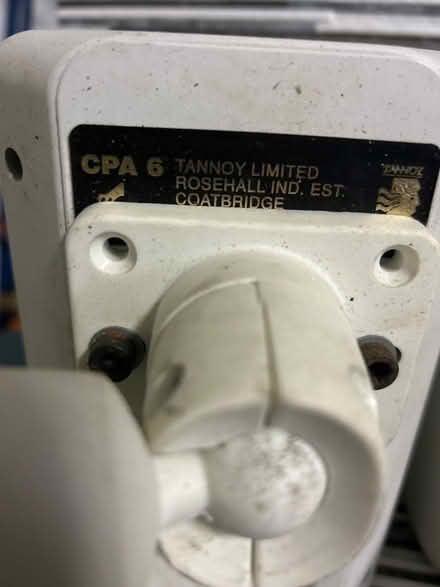 CPA 6 TANNOY LIMITED TANNOY
ROSEHALL IND. EST.
COATBRIDGE